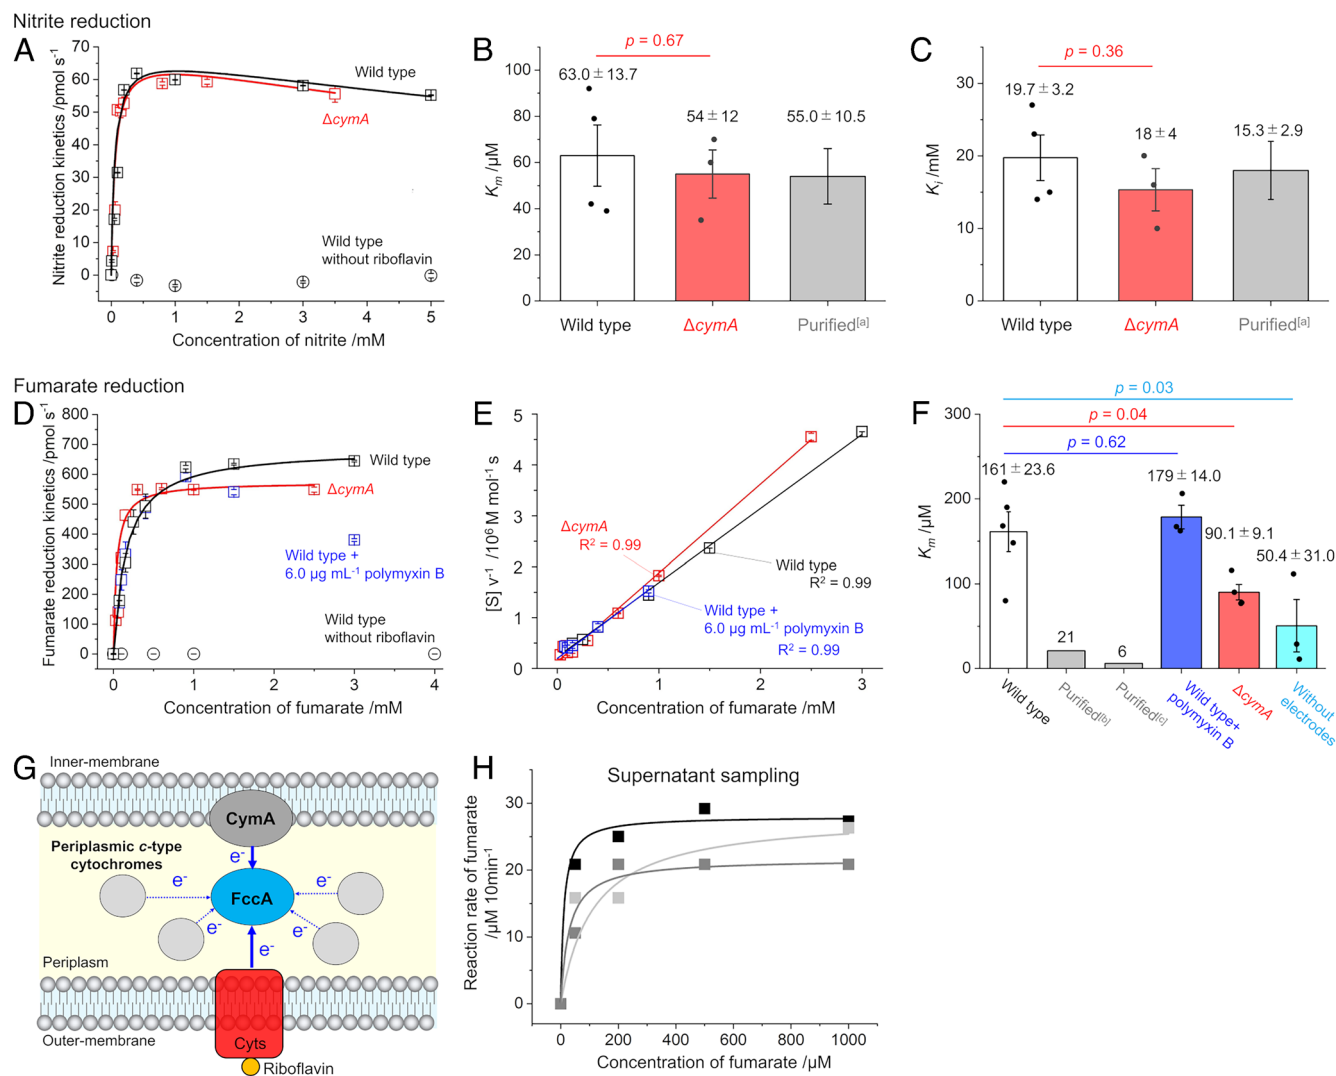 Nitrite reduction
A
Nitrite reduction kinetics /pmol s-1
70
60
50
40
30
20
10
0
Wild type
ΔcymA
Wild type
without riboflavin
0 1 2 3 4 5
Concentration of nitrite /mM
B
p = 0.67
Km /μM
100
80
60
40
20
0
63.0 ± 13.7
54 ± 12
55.0 ± 10.5
Wild type ΔcymA Purified[a]
C
p = 0.36
Ki /mM
30
20
10
0
19.7 ± 3.2
18 ± 4
15.3 ± 2.9
Wild type ΔcymA Purified[a]
Fumarate reduction
D
Fumarate reduction kinetics /pmol s-1
800
700
600
500
400
300
200
100
0
Wild type
ΔcymA
Wild type +
6.0 μg mL-1 polymyxin B
Wild type
without riboflavin
0 1 2 3 4
Concentration of fumarate /mM
E
[S] v-1 /106 M mol-1 s
5
4
3
2
1
0
ΔcymA
R2 = 0.99
Wild type
R2 = 0.99
Wild type +
6.0 μg mL-1 polymyxin B
R2 = 0.99
0 1 2 3
Concentration of fumarate /mM
F
p = 0.03
p = 0.04
p = 0.62
Km /μM
300
200
100
0
161 ± 23.6
21
6
179 ± 14.0
90.1 ± 9.1
50.4 ± 31.0
Wild type
Purified[b]
Purified[c]
Wild type+
polymyxin B
ΔcymA
Without
electrodes
G
Inner-membrane
CymA
Periplasmic c-type
cytochromes
e-
e-
e-
FccA
e-
e-
e-
Periplasm
Outer-membrane
Cyts
Riboflavin
H
Supernatant sampling
Reaction rate of fumarate
/μM 10min-1
30
20
10
0
0 200 400 600 800 1000
Concentration of fumarate /μM